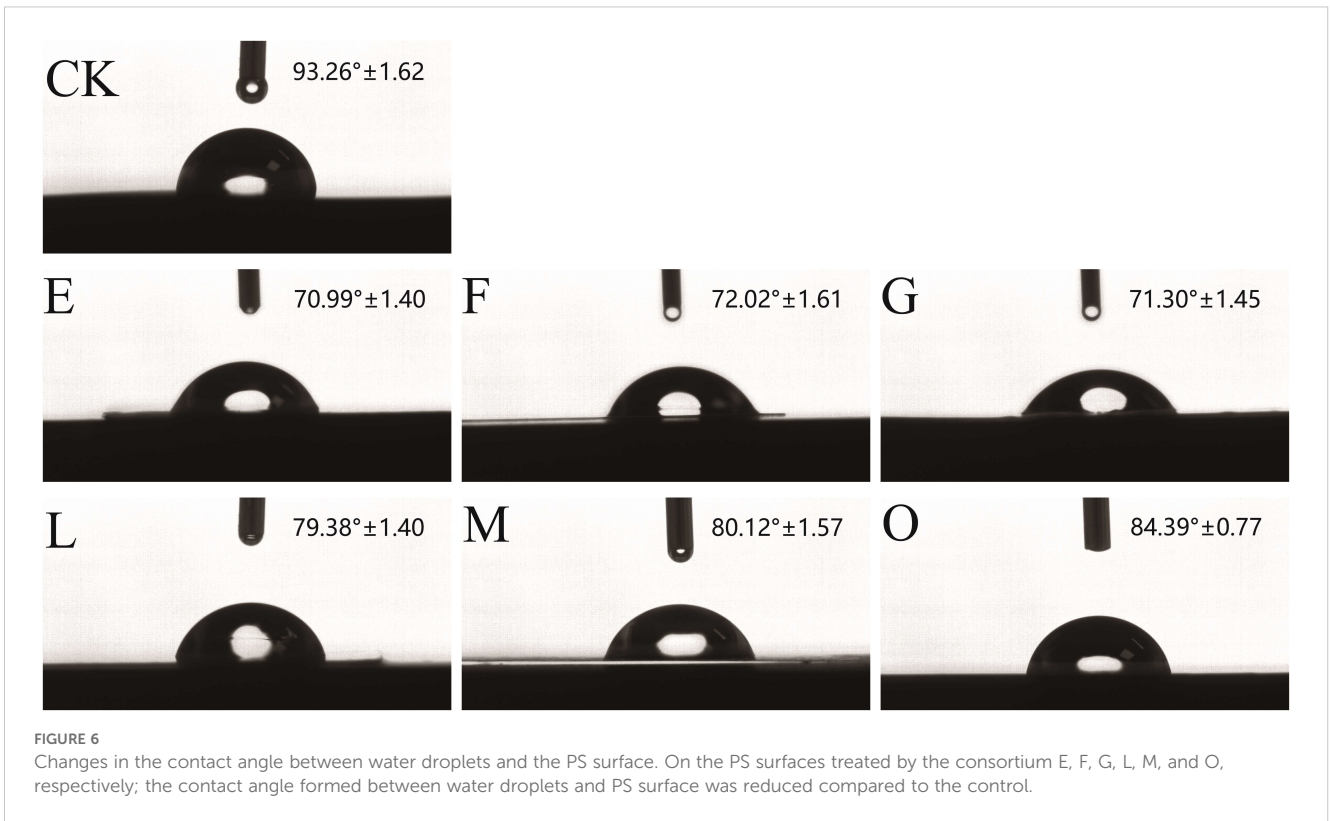 CK
93.26°±1.62
E
70.99°±1.40
F
72.02°±1.61
G
71.30°±1.45
L
79.38°±1.40
M
80.12°±1.57
O
84.39°±0.77
FIGURE 6
Changes in the contact angle between water droplets and the PS surface. On the PS surfaces treated by the consortium E, F, G, L, M, and O,
respectively; the contact angle formed between water droplets and PS surface was reduced compared to the control.